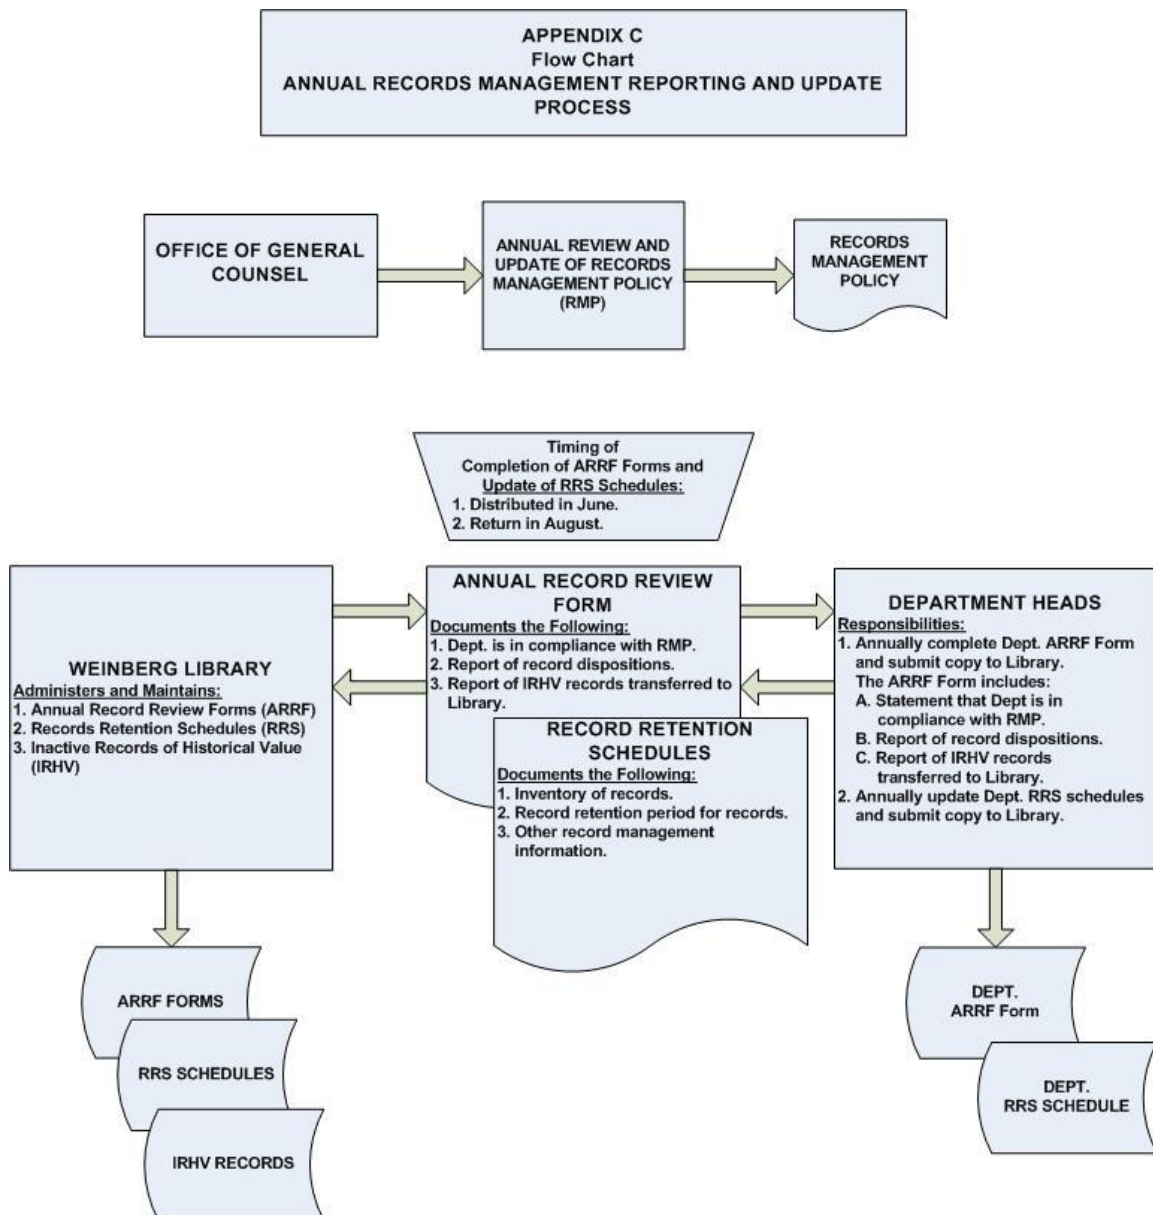 APPENDIX C
Flow Chart
ANNUAL RECORDS MANAGEMENT REPORTING AND UPDATE
PROCESS
OFFICE OF GENERAL
COUNSEL
ANNUAL REVIEW AND
UPDATE OF RECORDS
MANAGEMENT POLICY
(RMP)
RECORDS
MANAGEMENT
POLICY
Timing of
Completion of ARRF Forms and
Update of RRS Schedules:
1. Distributed in June.
2. Return in August.
WEINBERG LIBRARY
Administers and Maintains:
1. Annual Record Review Forms (ARRF)
2. Records Retention Schedules (RRS)
3. Inactive Records of Historical Value
(IRHV)
ANNUAL RECORD REVIEW
FORM
Documents the Following:
1. Dept. is in compliance with RMP.
2. Report of record dispositions.
3. Report of IRHV records transferred to
Library.
RECORD RETENTION
SCHEDULES
Documents the Following:
1. Inventory of records.
2. Record retention period for records.
3. Other record management
information.
DEPARTMENT HEADS
Responsibilities:
1. Annually complete Dept. ARRF Form
and submit copy to Library.
The ARRF Form includes:
A. Statement that Dept is in
compliance with RMP.
B. Report of record dispositions.
C. Report of IRHV records
transferred to Library.
2. Annually update Dept. RRS schedules
and submit copy to Library.
ARRF FORMS
RRS SCHEDULES
IRHV RECORDS
DEPT.
ARRF Form
DEPT.
RRS SCHEDULE